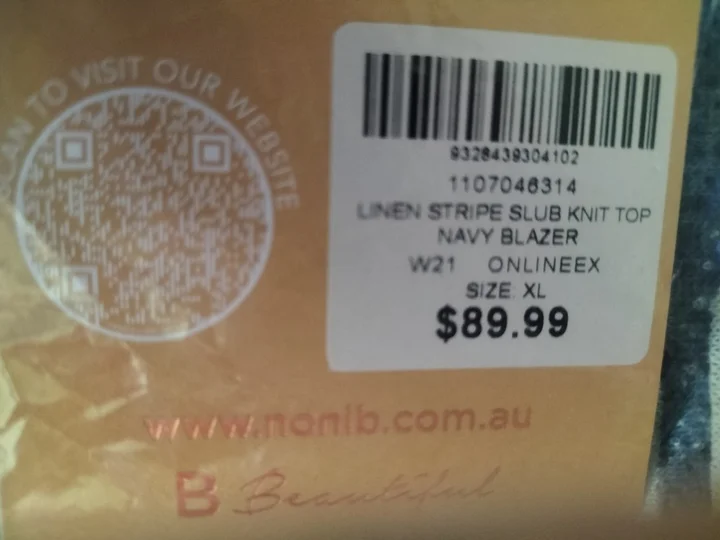 SCAN TO VISIT OUR WEBSITE
9328439304102
1107046314
LINEN STRIPE SLUB KNIT TOP
NAVY BLAZER
W21 ONLINEEX
SIZE: XL
$89.99
www.nonib.com.au
B Beautiful